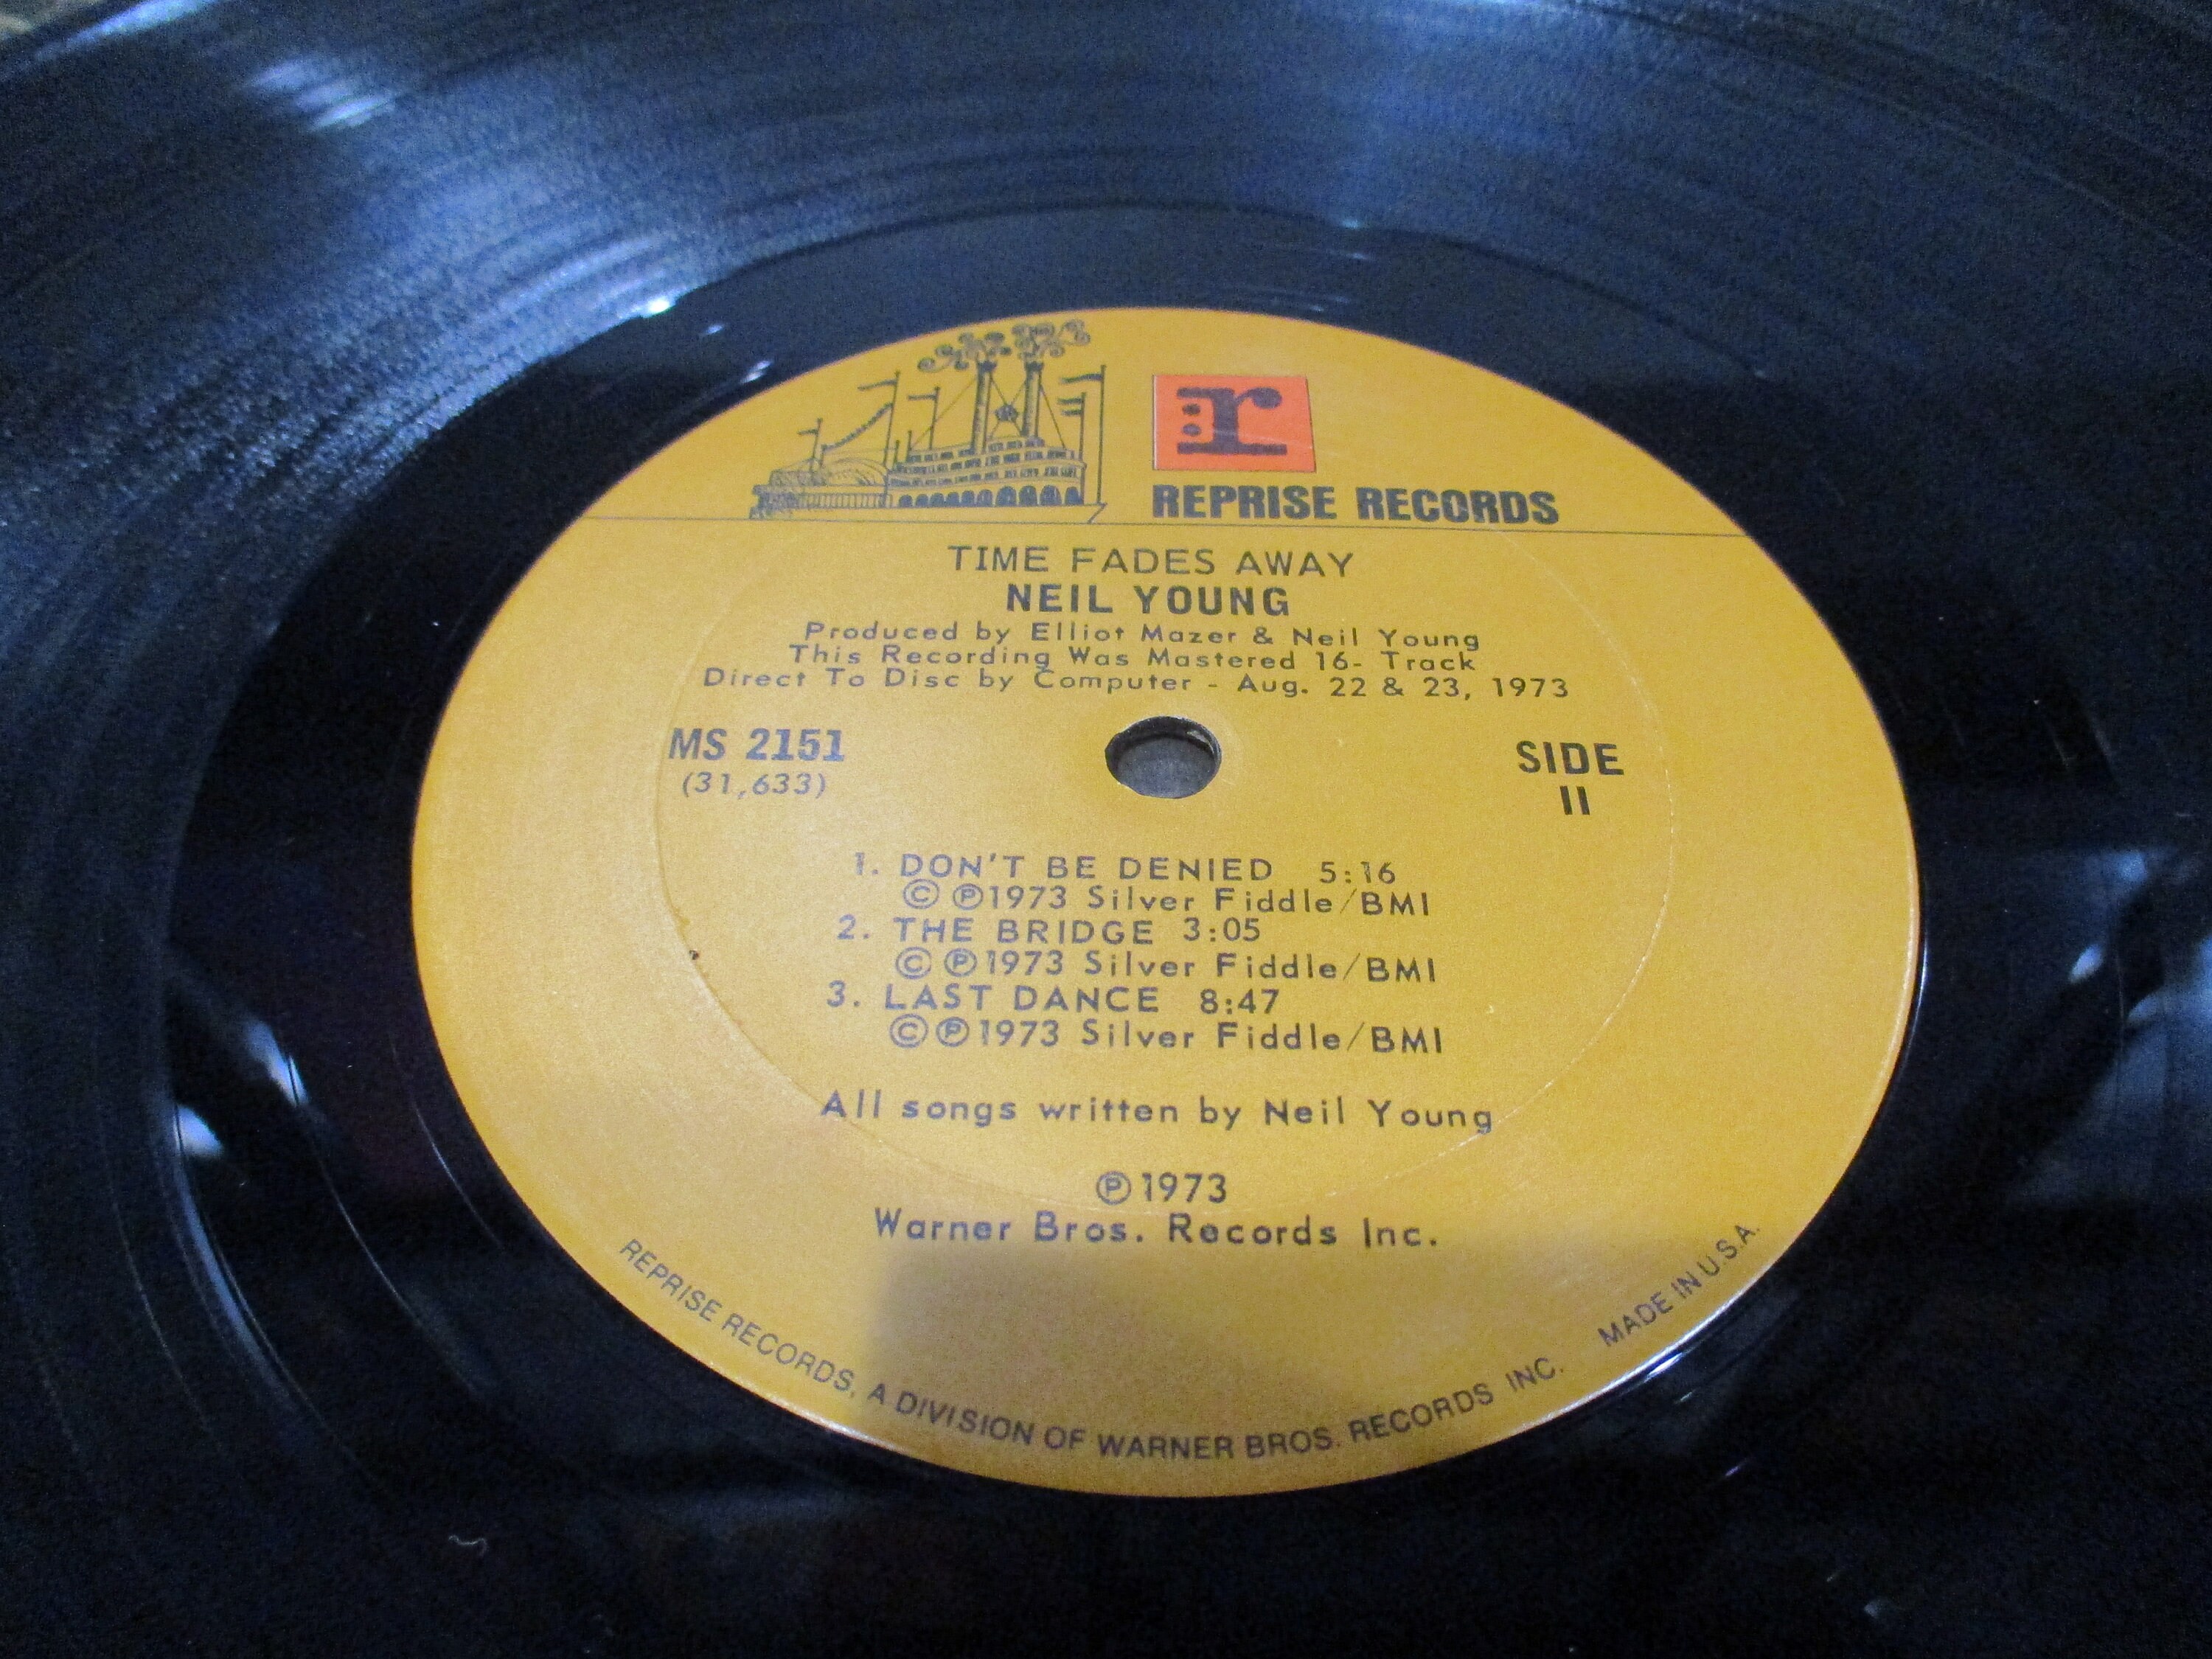 :r
REPRISE RECORDS
TIME FADES AWAY
NEIL YOUNG
Produced by Elliot Mazer & Neil Young
This Recording Was Mastered 16- Track
Direct To Disc by Computer - Aug. 22 & 23, 1973
MS 2151
(31,633)
SIDE
II
1. DON'T BE DENIED 5:16
©℗1973 Silver Fiddle/BMI
2. THE BRIDGE 3:05
©℗1973 Silver Fiddle/BMI
3. LAST DANCE 8:47
©℗1973 Silver Fiddle/BMI
All songs written by Neil Young
℗1973
Warner Bros. Records Inc.
REPRISE RECORDS, A DIVISION OF WARNER BROS. RECORDS INC. MADE IN U.S.A.